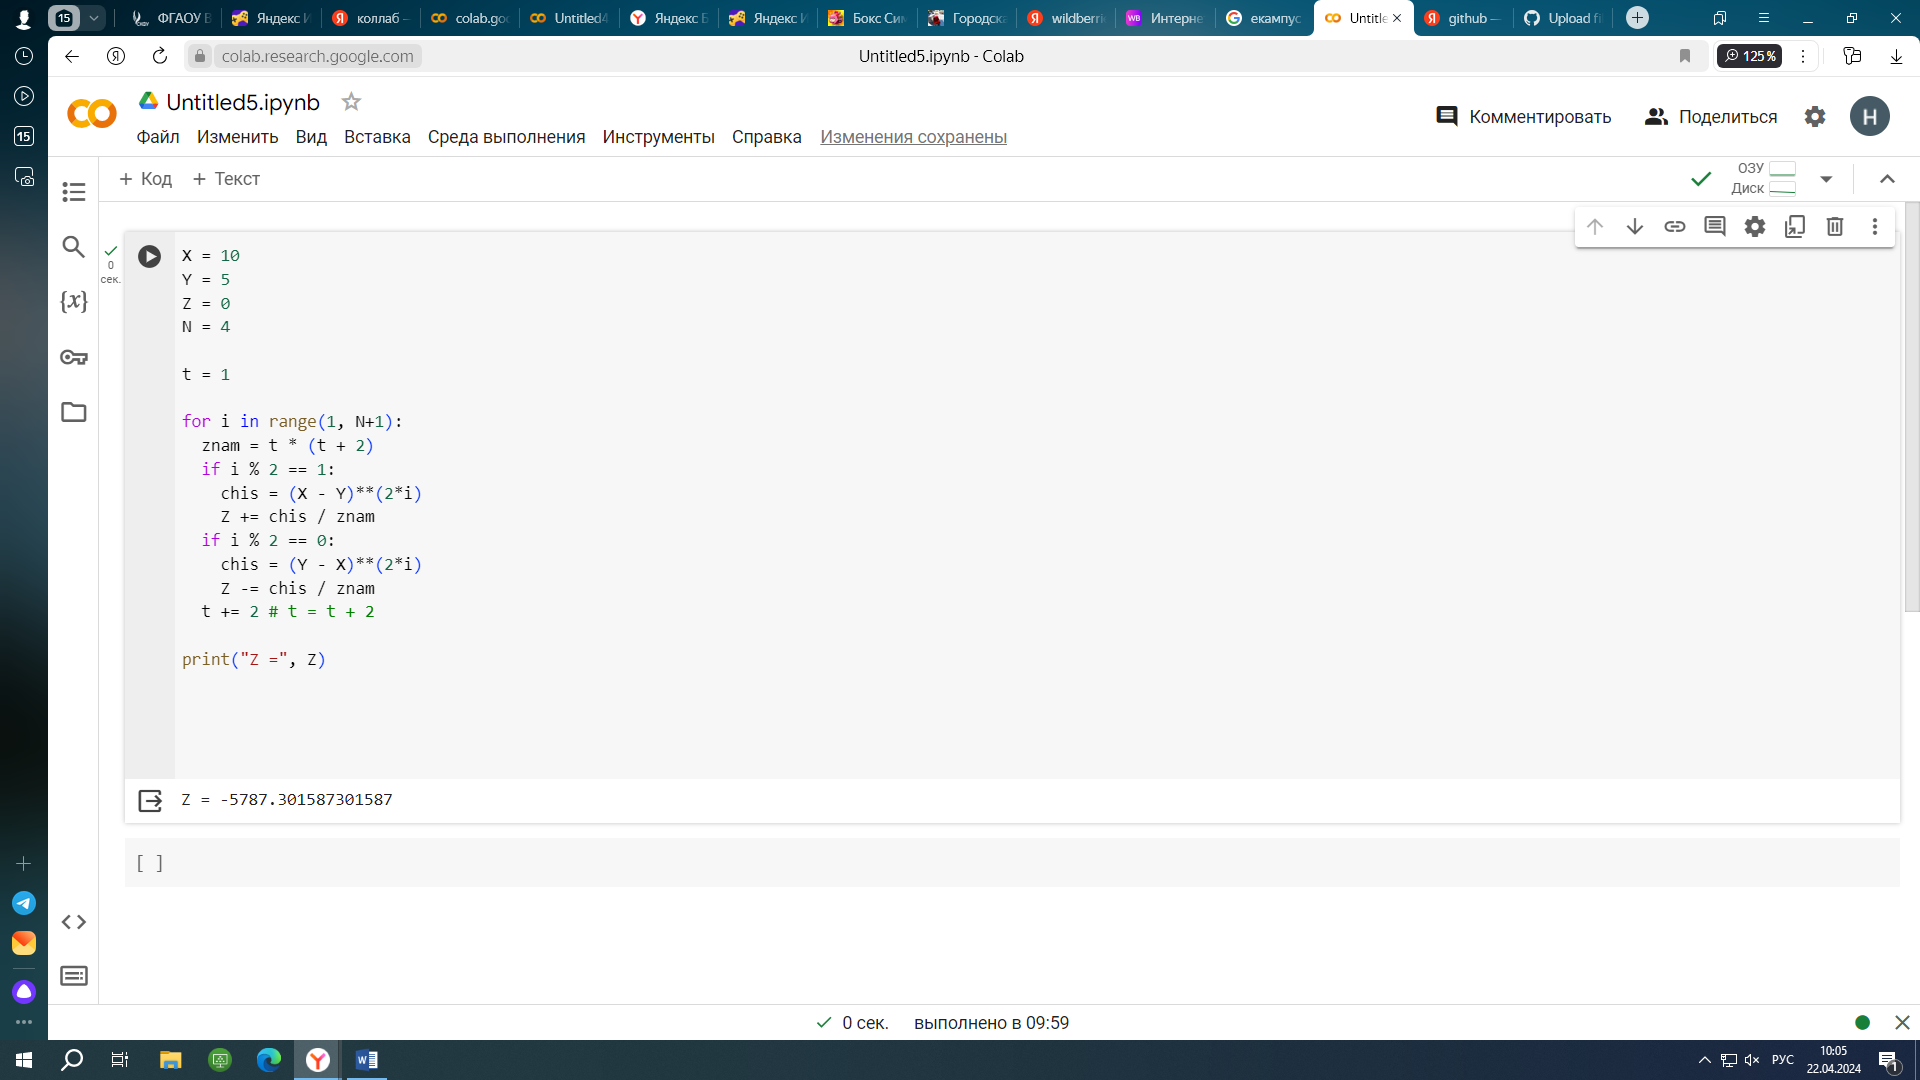 15 ФГАОУ В Яндекс И коллаб – colab.goo Untitled4 Яндекс Б Яндекс И Бокс Сим Городска wildberri Интерне екампус Untitle github – Upload fi
colab.research.google.com Untitled5.ipynb - Colab 125%
15
Untitled5.ipynb
Файл Изменить Вид Вставка Среда выполнения Инструменты Справка Изменения сохранены
Комментировать Поделиться H
+ Код + Текст
ОЗУ
Диск
0
сек.
X = 10
Y = 5
Z = 0
N = 4
t = 1
for i in range(1, N+1):
znam = t * (t + 2)
if i % 2 == 1:
chis = (X - Y)**(2*i)
Z += chis / znam
if i % 2 == 0:
chis = (Y - X)**(2*i)
Z -= chis / znam
t += 2 # t = t + 2
print("Z =", Z)
Z = -5787.301587301587
[ ]
0 сек. выполнено в 09:59
РУС
10:05
22.04.2024
1